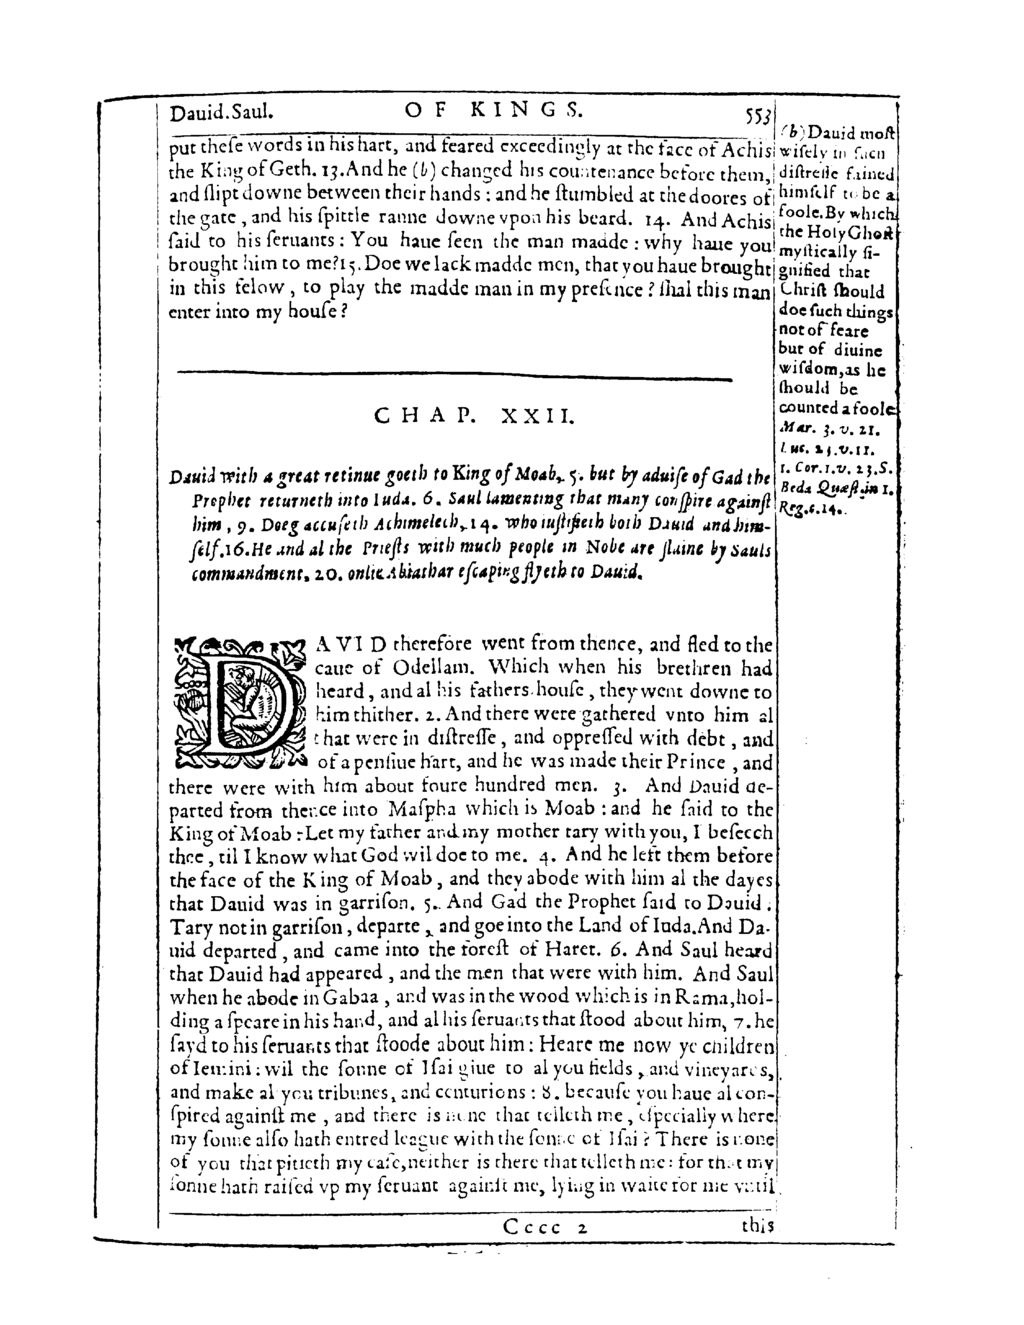 Dauid. Saul. OF KINGS. 553
put theſe words in his hart, and feared exceedingly at the face of Achis
the King of Geth. 13. And he (b) changed his countenance before them,
and ſlipt downe between their hands : and he ſtumbled at the doores of
the gate , and his ſpittle ranne downe vpon his beard. 14. And Achis
ſaid to his ſeruants : You haue ſeen the man madde : why haue you
brought him to me? 15. Doe we lack madde men, that you haue brought
in this felow , to play the madde man in my preſence ? ſhal this man
enter into my houſe ?
(b) Dauid moſt
wiſely in ſuch
diſtreſſe fained
himſelf to be a
foole. By which
the Holy Ghoſt
myſtically ſi-
gnified that
Chriſt ſhould
doe ſuch things
not of feare
but of diuine
wiſdom, as he
ſhould be
counted a foole
Mar. 3. v. 21.
Luc. 23. v. 11.
1. Cor. 1. v. 23. S.
Beda Quæſt. in 1.
Reg. c. 14.
CHAP. XXII.
Dauid with a great retinue goeth to King of Moab, 5. but by aduiſe of Gad the
Prophet returneth into Iuda. 6. Saul lamenting that many conſpire againſt
him , 9. Doeg accuſeth Achimelech, 14. who iuſtifieth both Dauid and him-
ſelf. 16. He and al the Prieſts with much people in Nobe are ſlaine by Sauls
commandment, 20. onlie Abiathar eſcaping flyeth to Dauid.
DAVID therefore went from thence, and fled to the
caue of Odellam. Which when his brethren had
heard , and al his fathers houſe , they went downe to
him thither. 2. And there were gathered vnto him al
that were in diſtreſſe , and oppreſſed with debt , and
of a penſiue hart, and he was made their Prince , and
there were with him about foure hundred men. 3. And Dauid de-
parted from thence into Maſpha which is Moab : and he ſaid to the
King of Moab : Let my father and my mother tary with you, I beſeech
thee , til I know what God wil doe to me. 4. And he left them before
the face of the King of Moab , and they abode with him al the dayes
that Dauid was in garriſon. 5. And Gad the Prophet ſaid to Dauid :
Tary not in garriſon , departe , and goe into the Land of Iuda. And Da-
uid departed , and came into the foreſt of Haret. 6. And Saul heard
that Dauid had appeared , and the men that were with him. And Saul
when he abode in Gabaa , and was in the wood which is in Rama, hol-
ding a ſpeare in his hand, and al his ſeruants that ſtood about him, 7. he
ſayd to his ſeruants that ſtoode about him : Heare me now ye children
of Iemini : wil the ſonne of Iſai giue to al you fields , and vineyards,
and make al you tribunes, and centurions : 8. becauſe you haue al con-
ſpired againſt me , and there is none that telleth me, eſpecially where
my ſonne alſo hath entred league with the ſonne of Iſai ? There is none
of you that pitieth my caſe, neither is there that telleth me : for that my
ſonne hath raiſed vp my ſeruant againſt me, lying in waite for me vntil
Cccc 2 this